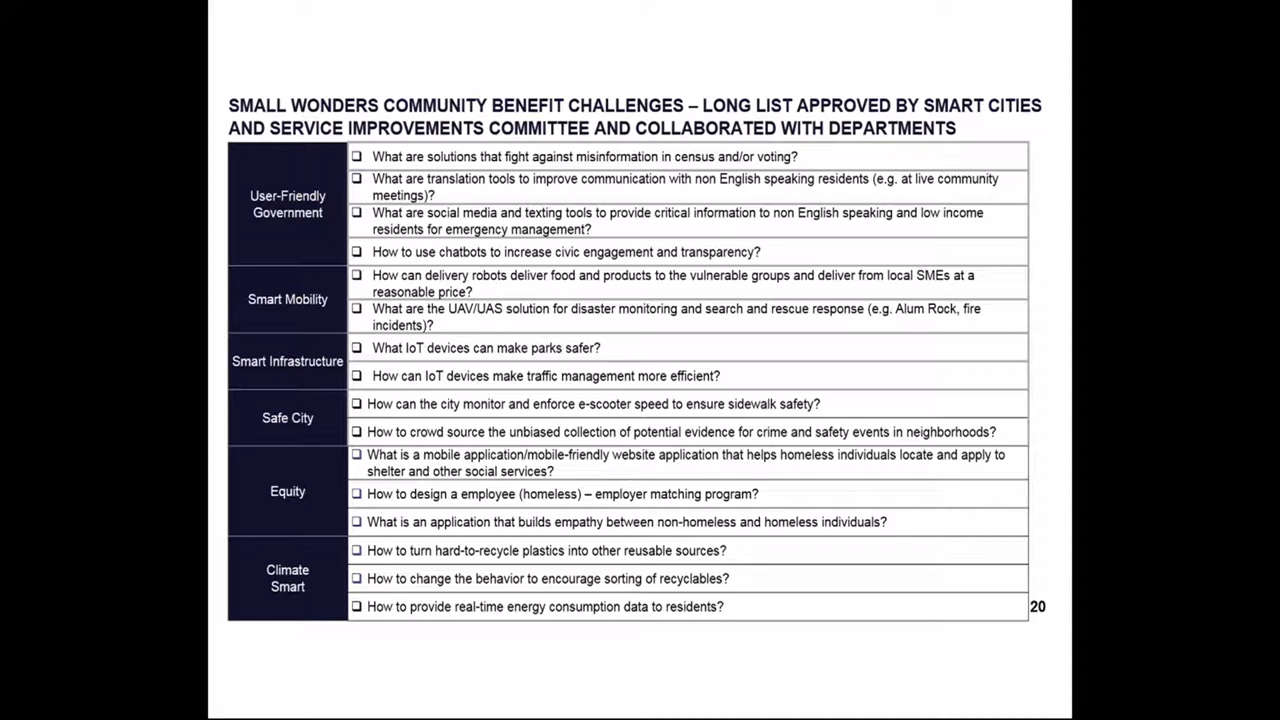 SMALL WONDERS COMMUNITY BENEFIT CHALLENGES – LONG LIST APPROVED BY SMART CITIES
AND SERVICE IMPROVEMENTS COMMITTEE AND COLLABORATED WITH DEPARTMENTS
User-Friendly
Government
❑ What are solutions that fight against misinformation in census and/or voting?
❑ What are translation tools to improve communication with non English speaking residents (e.g. at live community
meetings)?
❑ What are social media and texting tools to provide critical information to non English speaking and low income
residents for emergency management?
❑ How to use chatbots to increase civic engagement and transparency?
Smart Mobility
❑ How can delivery robots deliver food and products to the vulnerable groups and deliver from local SMEs at a
reasonable price?
❑ What are the UAV/UAS solution for disaster monitoring and search and rescue response (e.g. Alum Rock, fire
incidents)?
Smart Infrastructure
❑ What IoT devices can make parks safer?
❑ How can IoT devices make traffic management more efficient?
Safe City
❑ How can the city monitor and enforce e-scooter speed to ensure sidewalk safety?
❑ How to crowd source the unbiased collection of potential evidence for crime and safety events in neighborhoods?
Equity
❑ What is a mobile application/mobile-friendly website application that helps homeless individuals locate and apply to
shelter and other social services?
❑ How to design a employee (homeless) – employer matching program?
❑ What is an application that builds empathy between non-homeless and homeless individuals?
Climate
Smart
❑ How to turn hard-to-recycle plastics into other reusable sources?
❑ How to change the behavior to encourage sorting of recyclables?
❑ How to provide real-time energy consumption data to residents?
20